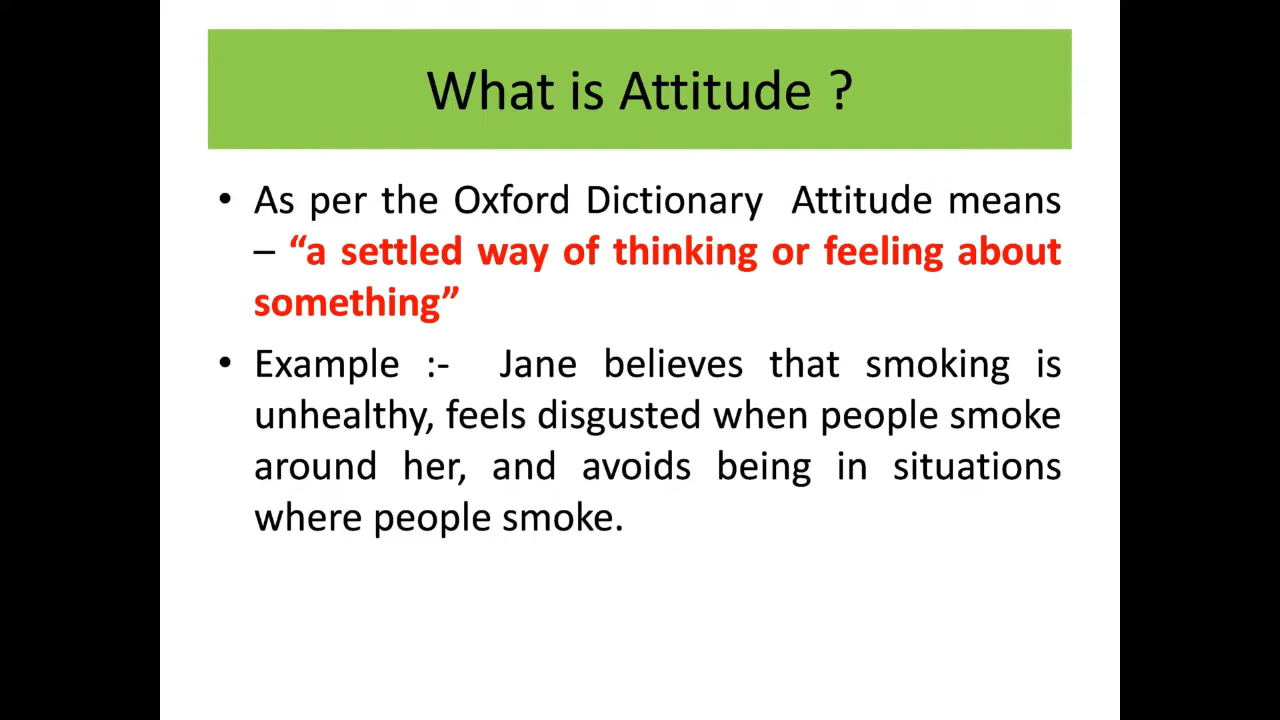 What is Attitude ?
• As per the Oxford Dictionary Attitude means
– “a settled way of thinking or feeling about
something”
• Example :- Jane believes that smoking is
unhealthy, feels disgusted when people smoke
around her, and avoids being in situations
where people smoke.